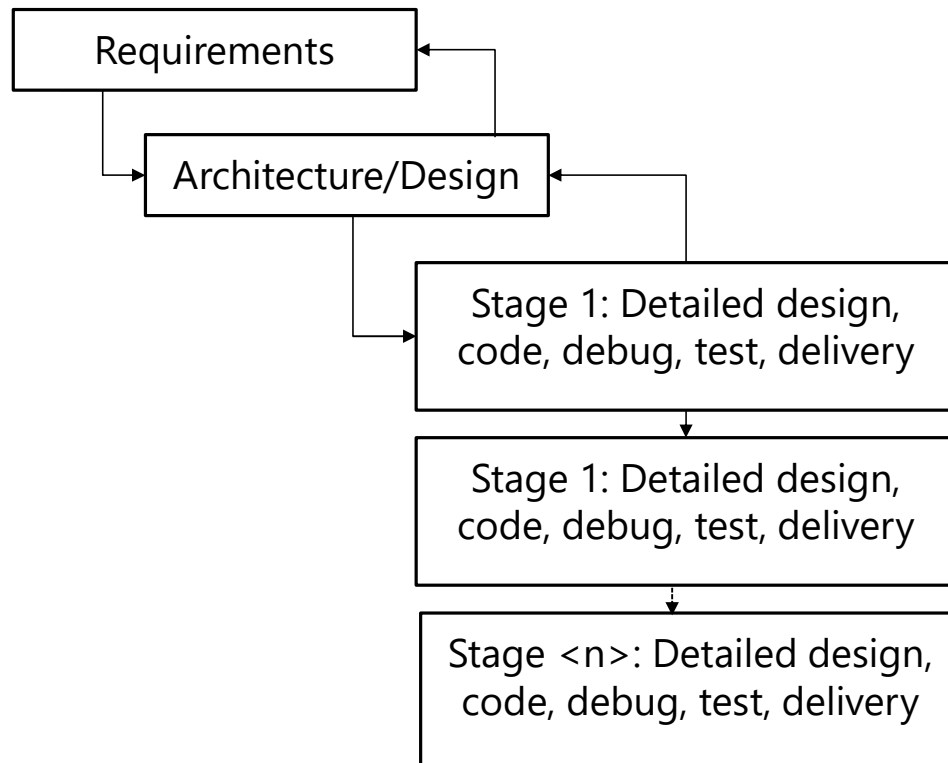 Requirements
Architecture/Design
Stage 1: Detailed design,
code, debug, test, delivery
Stage 1: Detailed design,
code, debug, test, delivery
Stage <n>: Detailed design,
code, debug, test, delivery